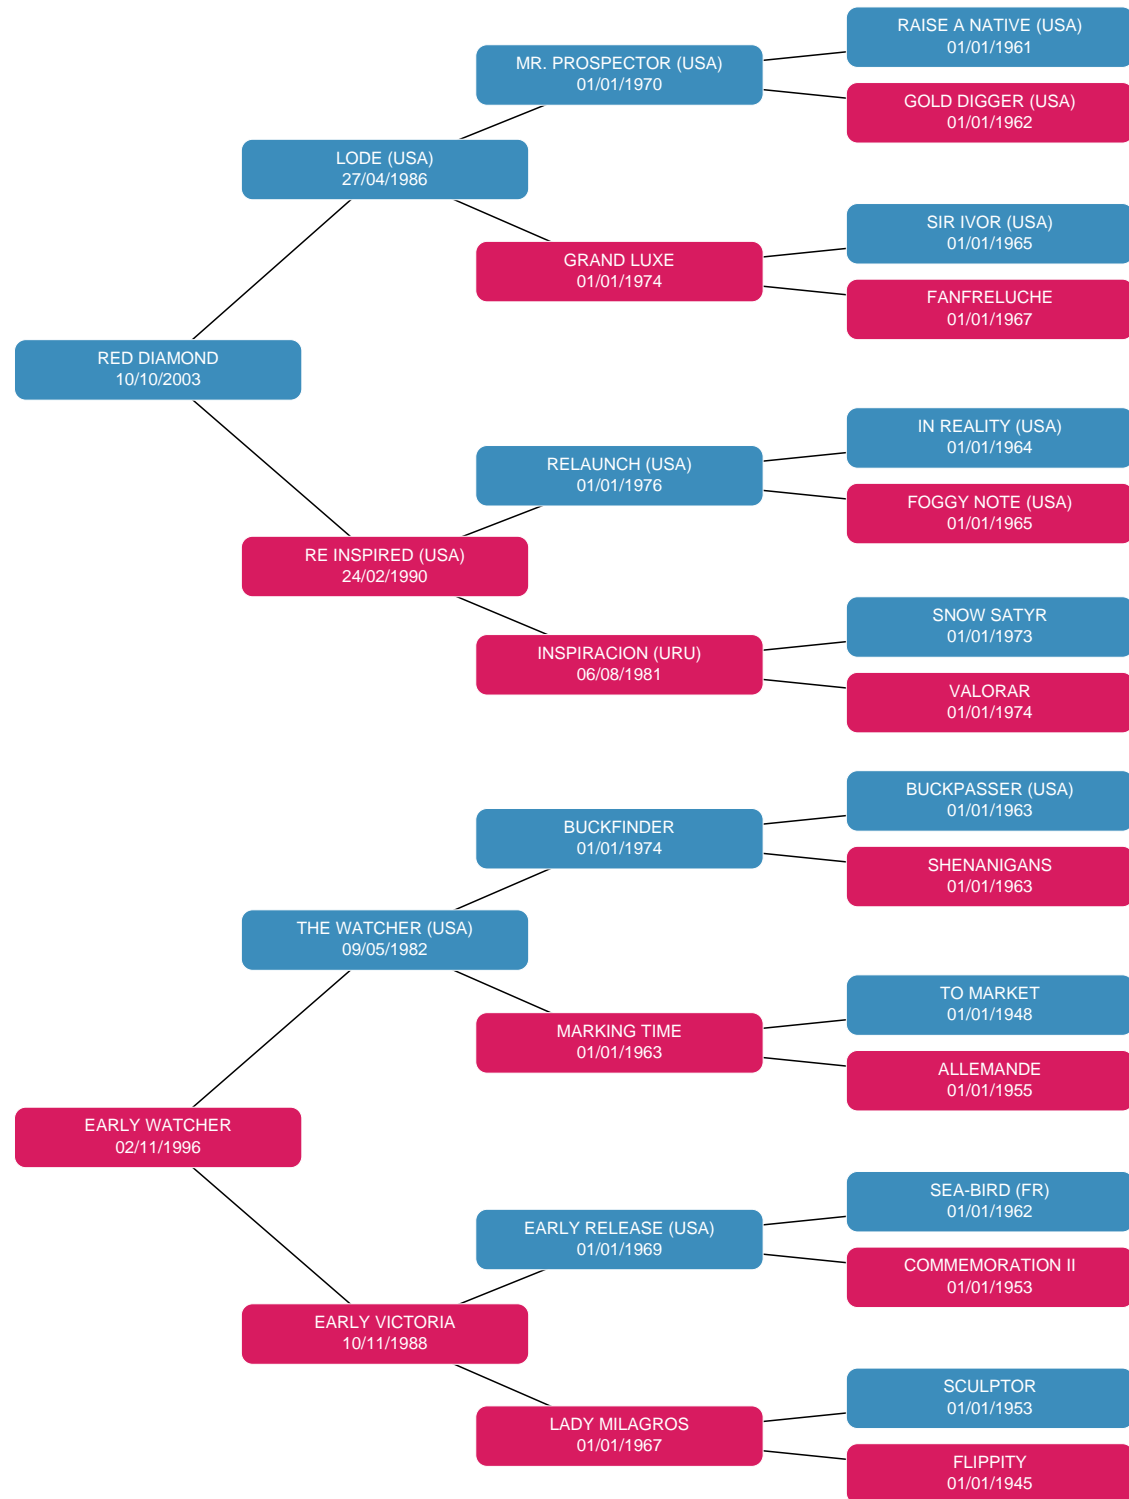 RAISE A NATIVE (USA)
01/01/1961
MR. PROSPECTOR (USA)
01/01/1970
GOLD DIGGER (USA)
01/01/1962
LODE (USA)
27/04/1986
SIR IVOR (USA)
01/01/1965
GRAND LUXE
01/01/1974
FANFRELUCHE
01/01/1967
RED DIAMOND
10/10/2003
IN REALITY (USA)
01/01/1964
RELAUNCH (USA)
01/01/1976
FOGGY NOTE (USA)
01/01/1965
RE INSPIRED (USA)
24/02/1990
SNOW SATYR
01/01/1973
INSPIRACION (URU)
06/08/1981
VALORAR
01/01/1974
BUCKPASSER (USA)
01/01/1963
BUCKFINDER
01/01/1974
SHENANIGANS
01/01/1963
THE WATCHER (USA)
09/05/1982
TO MARKET
01/01/1948
MARKING TIME
01/01/1963
ALLEMANDE
01/01/1955
EARLY WATCHER
02/11/1996
SEA-BIRD (FR)
01/01/1962
EARLY RELEASE (USA)
01/01/1969
COMMEMORATION II
01/01/1953
EARLY VICTORIA
10/11/1988
SCULPTOR
01/01/1953
LADY MILAGROS
01/01/1967
FLIPPITY
01/01/1945